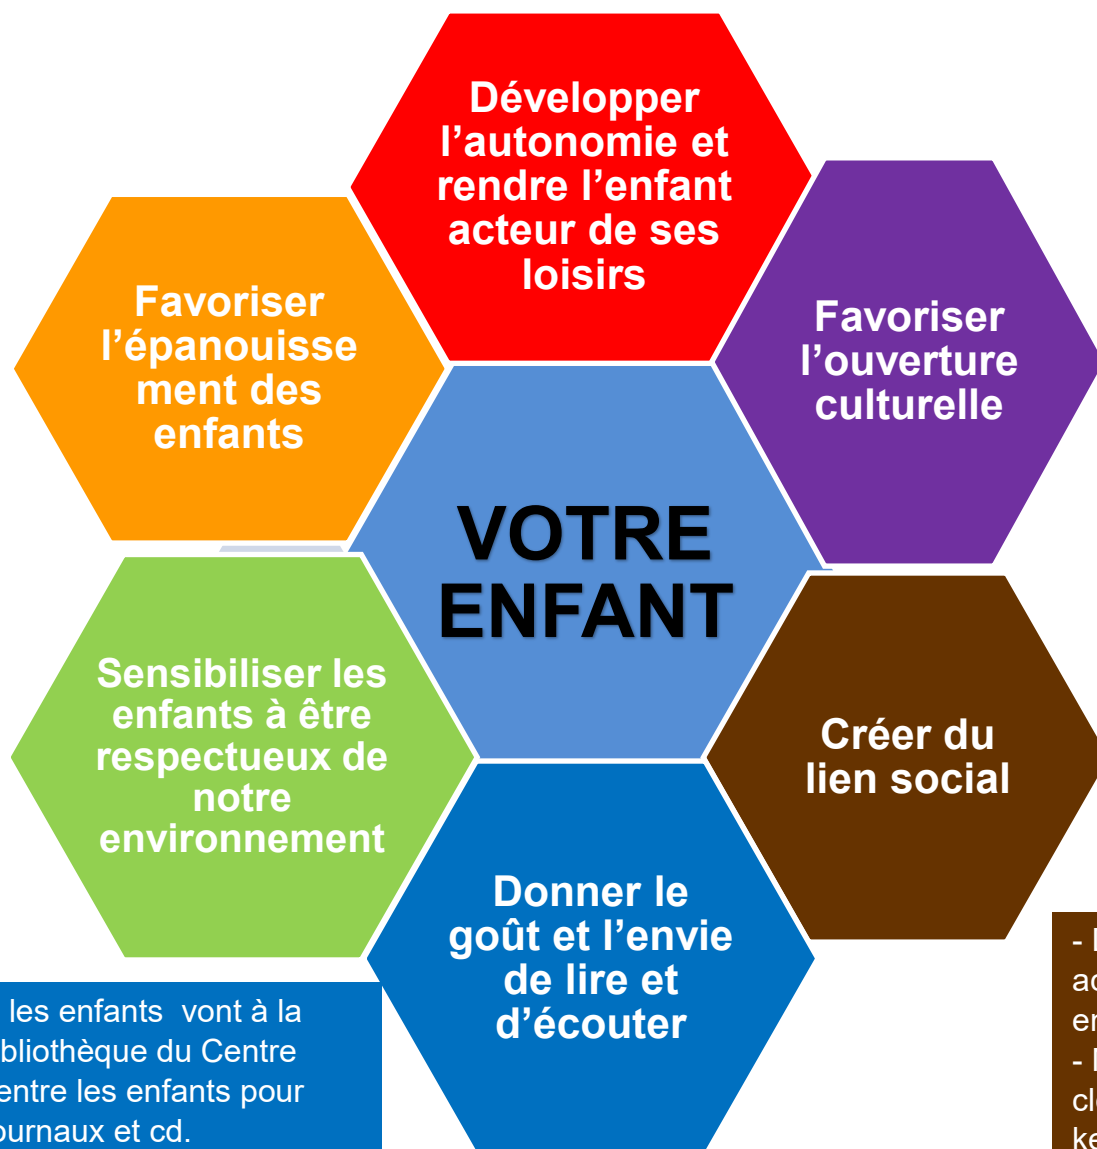 Développer
l’autonomie et
rendre l’enfant
acteur de ses
loisirs
Favoriser
l’épanouisse
ment des
enfants
Favoriser
l’ouverture
culturelle
VOTRE
ENFANT
Sensibiliser les
enfants à être
respectueux de
notre
environnement
Créer du
lien social
Donner le
goût et l’envie
de lire et
d’écouter
les enfants vont à la
bliothèque du Centre
entre les enfants pour
ournaux et cd.
-
-